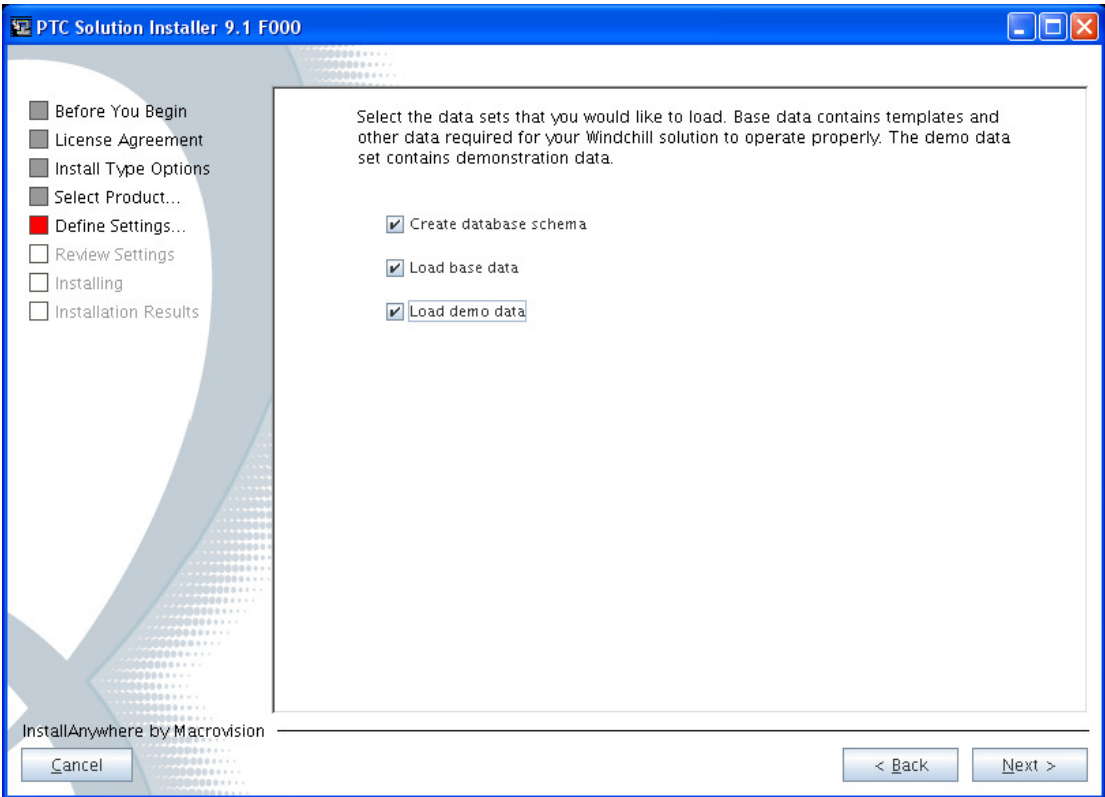 PTC Solution Installer 9.1 F000
Before You Begin
License Agreement
Install Type Options
Select Product...
Define Settings...
Review Settings
Installing
Installation Results
Select the data sets that you would like to load. Base data contains templates and
other data required for your Windchill solution to operate properly. The demo data
set contains demonstration data.
Create database schema
Load base data
Load demo data
InstallAnywhere by Macrovision
Cancel
< Back
Next >